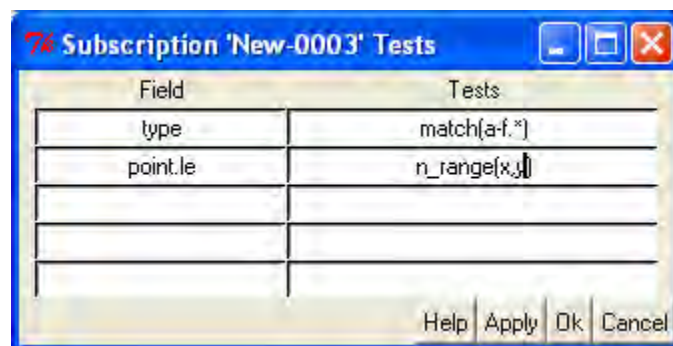 Subscription 'New-0003' Tests
Field Tests
type match(a-f.*)
point.le n_range(x,y)
Help Apply Ok Cancel